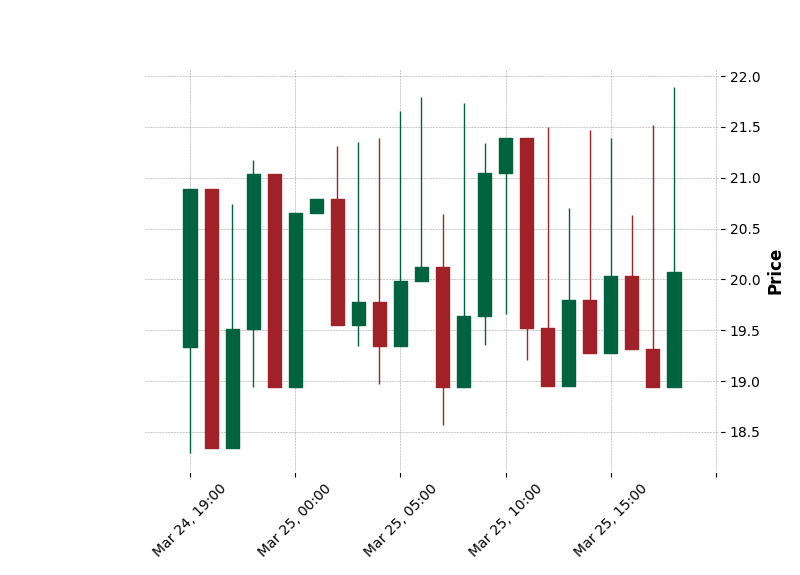 22.0
21.5
21.0
20.5
20.0
19.5
19.0
18.5
Price
Mar 24, 19:00
Mar 25, 00:00
Mar 25, 05:00
Mar 25, 10:00
Mar 25, 15:00